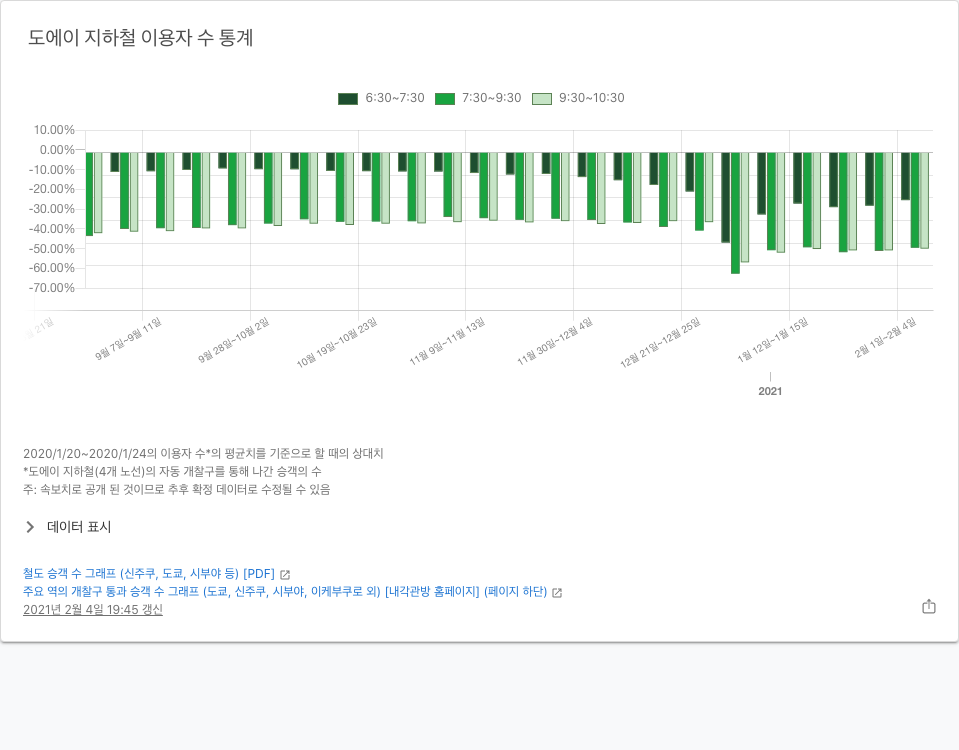 도에이 지하철 이용자 수 통계
6:30~7:30 7:30~9:30 9:30~10:30
10.00%
0.00%
-10.00%
-20.00%
-30.00%
-40.00%
-50.00%
-60.00%
-70.00%
21일 9월 7일~9월 11일 9월 28일~10월 2일 10월 19일~10월 23일 11월 9일~11월 13일 11월 30일~12월 4일 12월 21일~12월 25일 1월 12일~1월 15일 2월 1일~2월 4일
2021
2020/1/20~2020/1/24의 이용자 수*의 평균치를 기준으로 할 때의 상대치
*도에이 지하철(4개 노선)의 자동 개찰구를 통해 나간 승객의 수
주: 속보치로 공개 된 것이므로 추후 확정 데이터로 수정될 수 있음
데이터 표시
철도 승객 수 그래프 (신주쿠, 도쿄, 시부야 등) [PDF]
주요 역의 개찰구 통과 승객 수 그래프 (도쿄, 신주쿠, 시부야, 이케부쿠로 외) [내각관방 홈페이지] (페이지 하단)
2021년 2월 4일 19:45 갱신